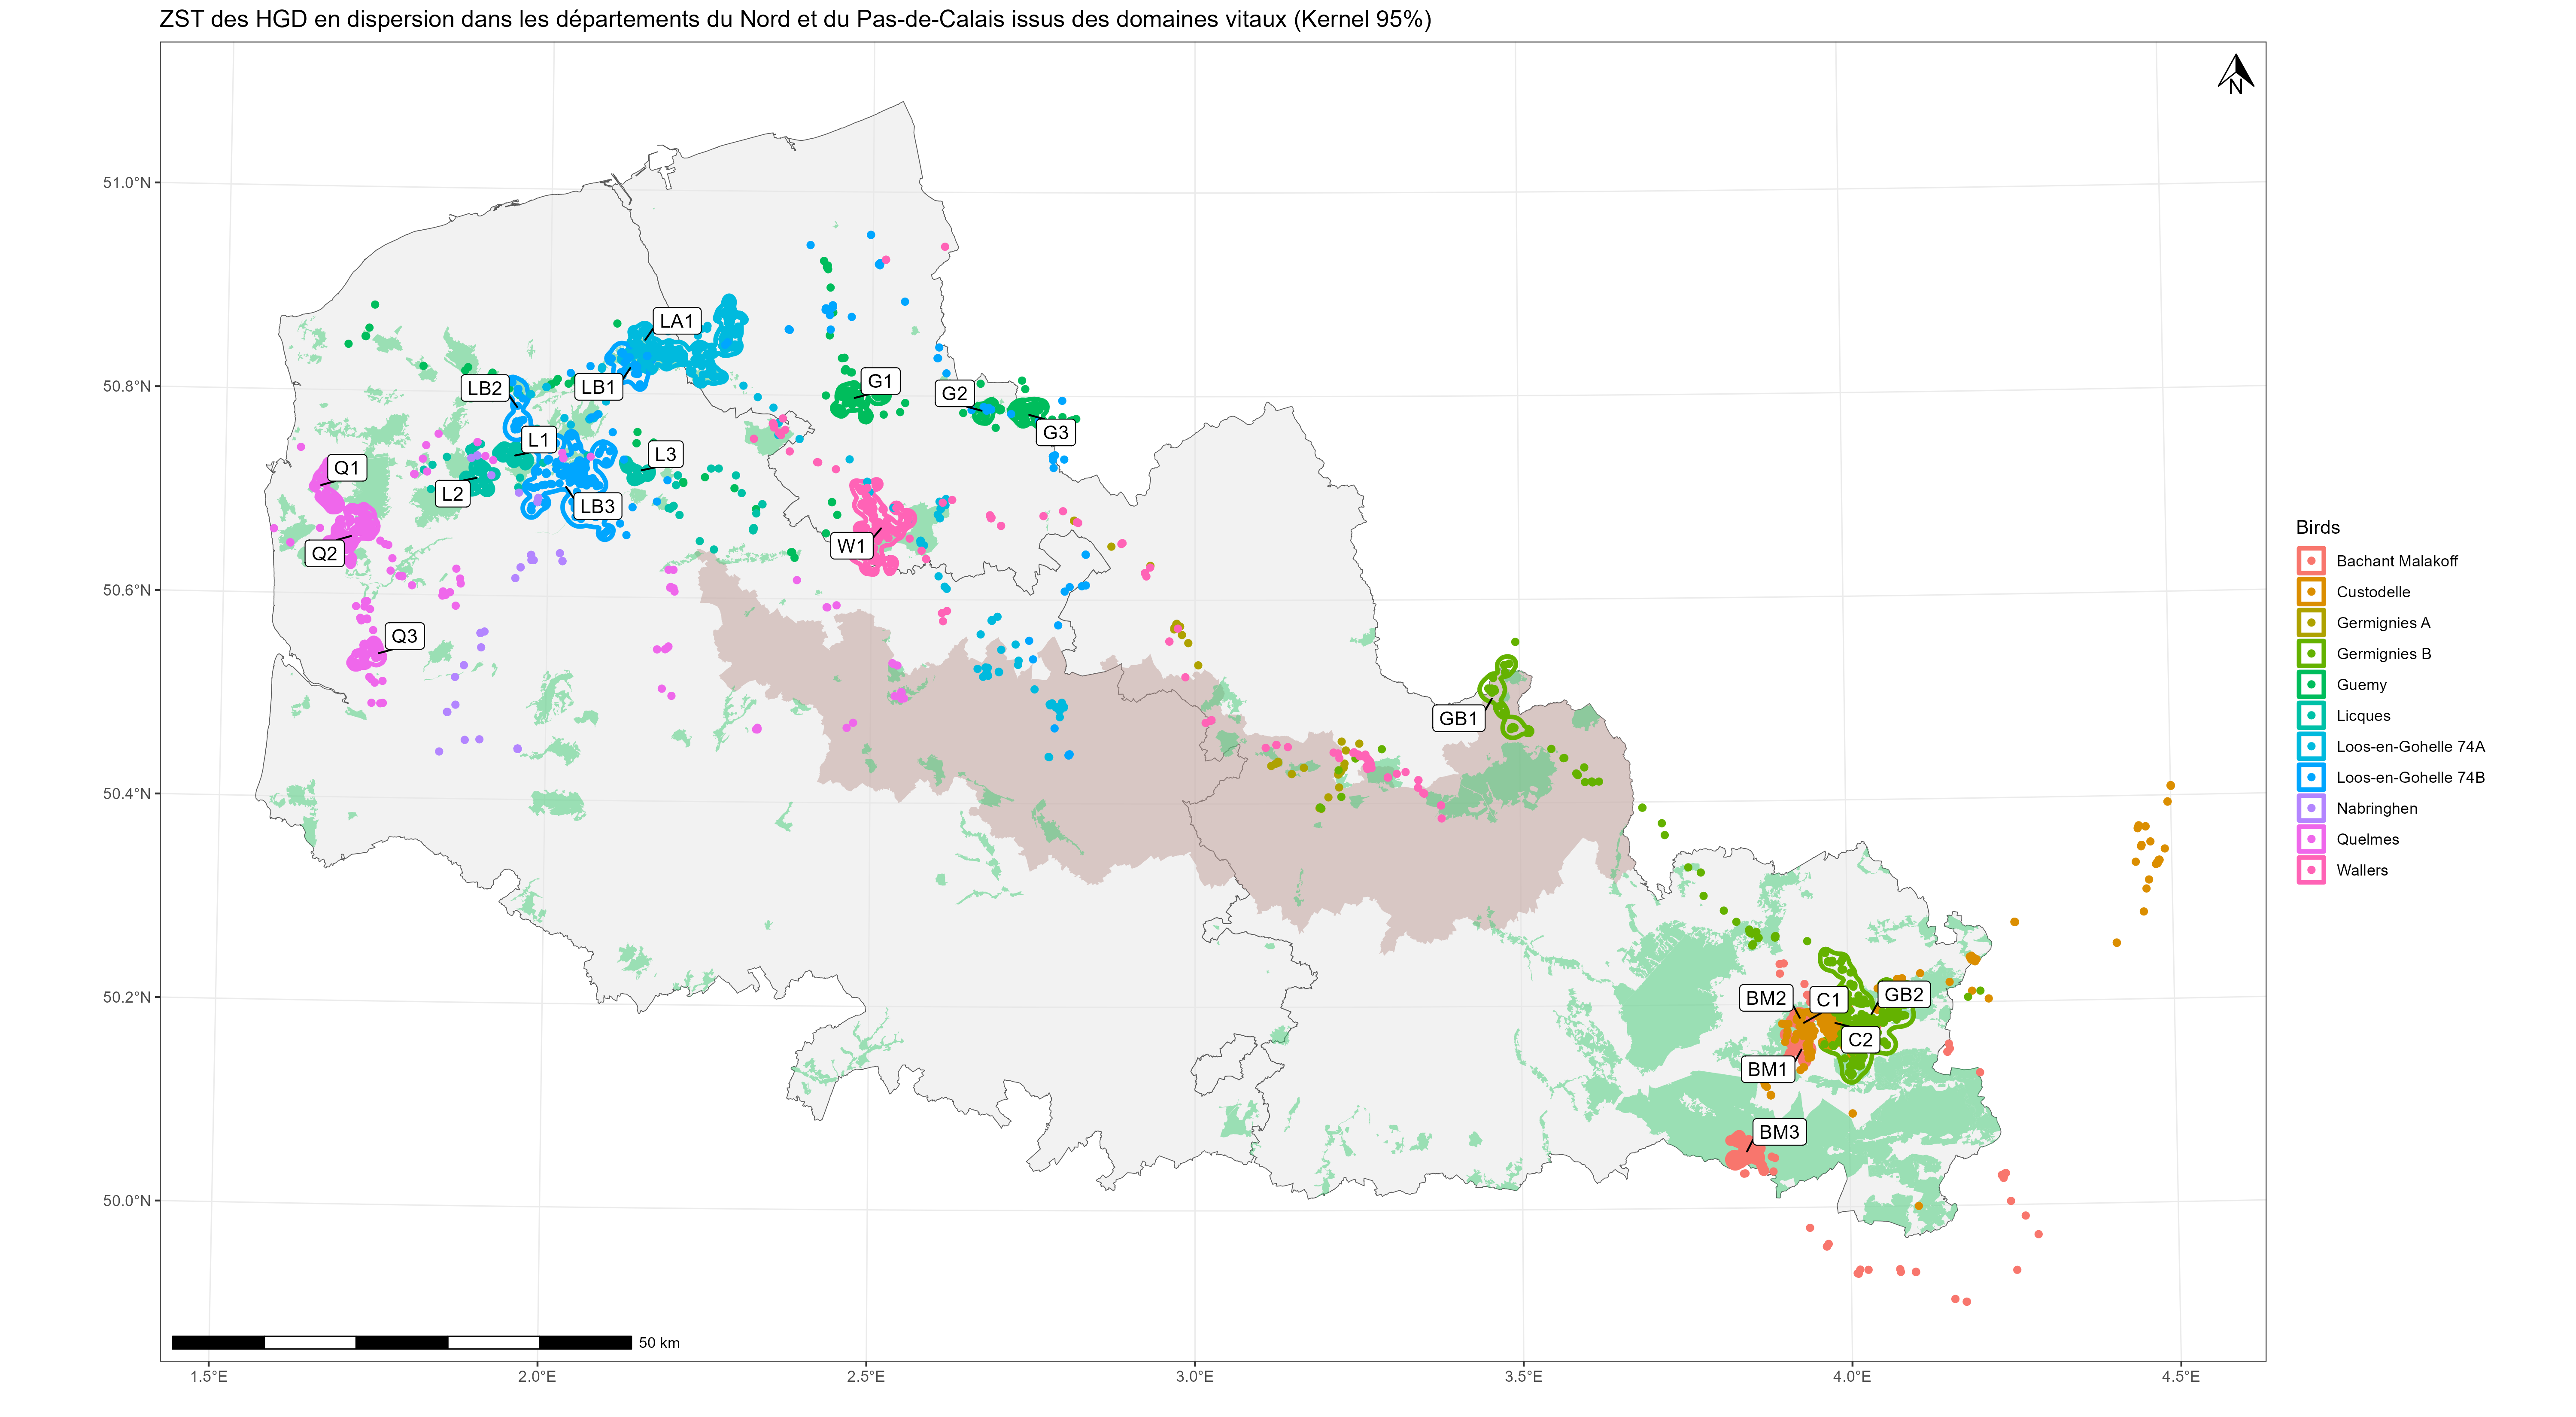 ZST des HGD en dispersion dans les départements du Nord et du Pas-de-Calais issus des domaines vitaux (Kernel 95%)
N
51.0°N
50.8°N
50.6°N
50.4°N
50.2°N
50.0°N
LA1
LB2
LB1
G1
G2
G3
L1
L3
Q1
L2
LB3
Q2
W1
Q3
GB1
BM2
C1
GB2
C2
BM1
BM3
50 km
1.5°E
2.0°E
2.5°E
3.0°E
3.5°E
4.0°E
4.5°E
Birds
Bachant Malakoff
Custodelle
Germignies A
Germignies B
Guemy
Licques
Loos-en-Gohelle 74A
Loos-en-Gohelle 74B
Nabringhen
Quelmes
Wallers